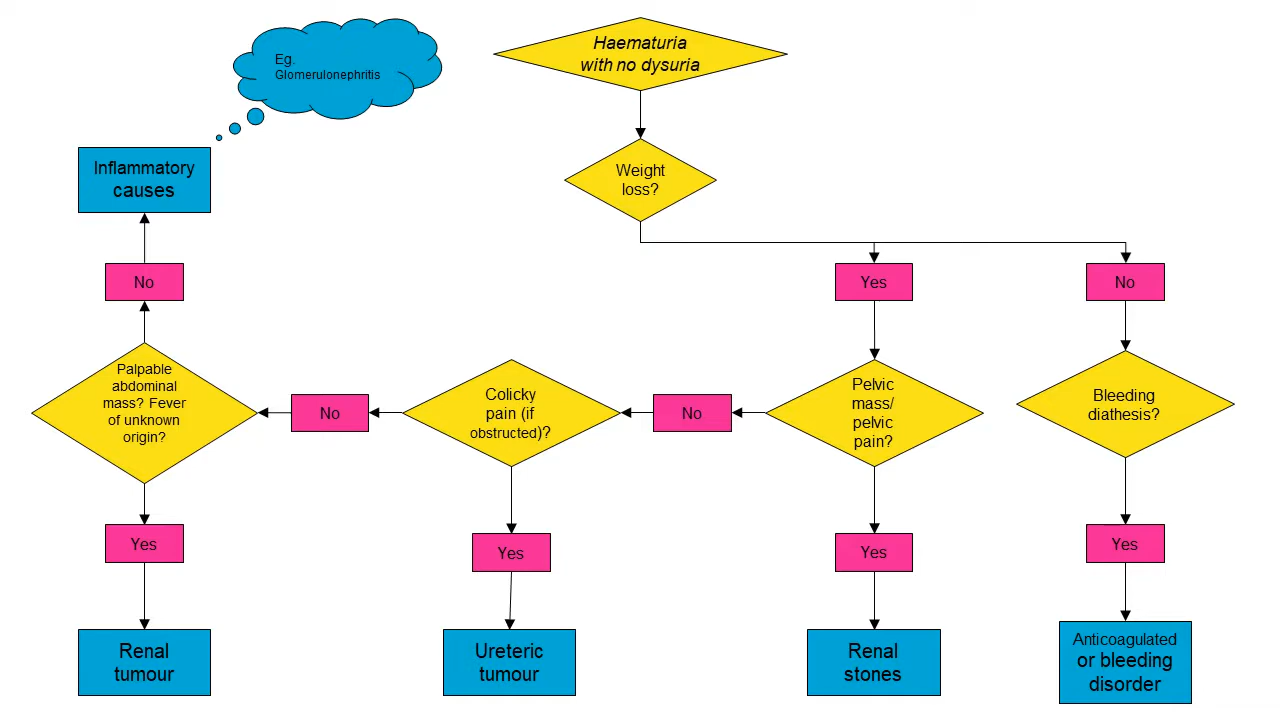 Eg.
Glomerulonephritis
Haematuria
with no dysuria
Inflammatory
causes
Weight
loss?
No
Yes
No
Palpable
abdominal
mass? Fever
of unknown
origin?
No
Colicky
pain (if
obstructed)?
No
Pelvic
mass/
pelvic
pain?
Bleeding
diathesis?
Yes
Yes
Yes
Yes
Renal
tumour
Ureteric
tumour
Renal
stones
Anticoagulated
or bleeding
disorder